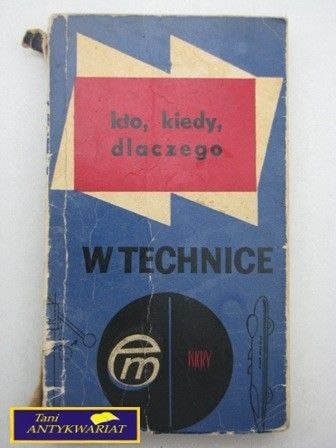 kto, kiedy,
dlaczego
W TECHNICE
Tani
ANTYKWARIAT